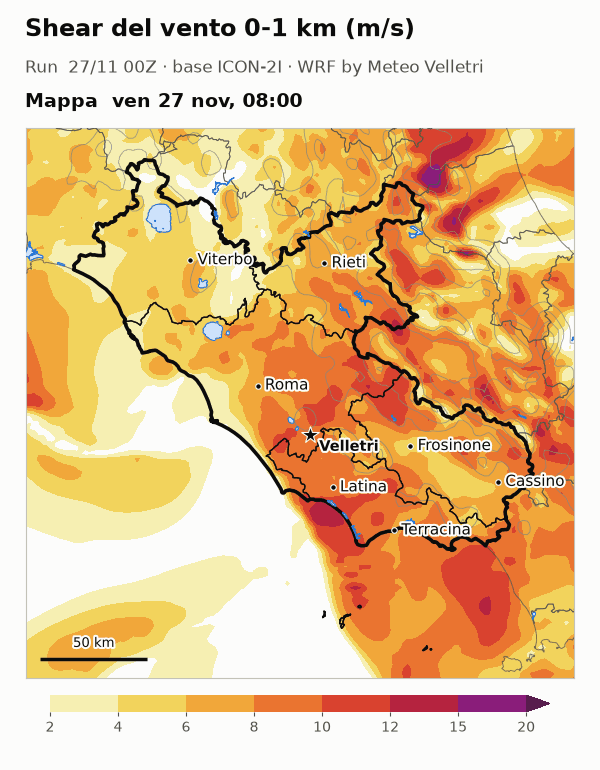 Shear del vento 0-1 km (m/s)
Run  27/11 00Z · base ICON-2I · WRF by Meteo Velletri
Mappa  ven 27 nov, 08:00
Viterbo
Rieti
Roma
Velletri
Frosinone
Latina
Cassino
Terracina
50 km
2 4 6 8 10 12 15 20